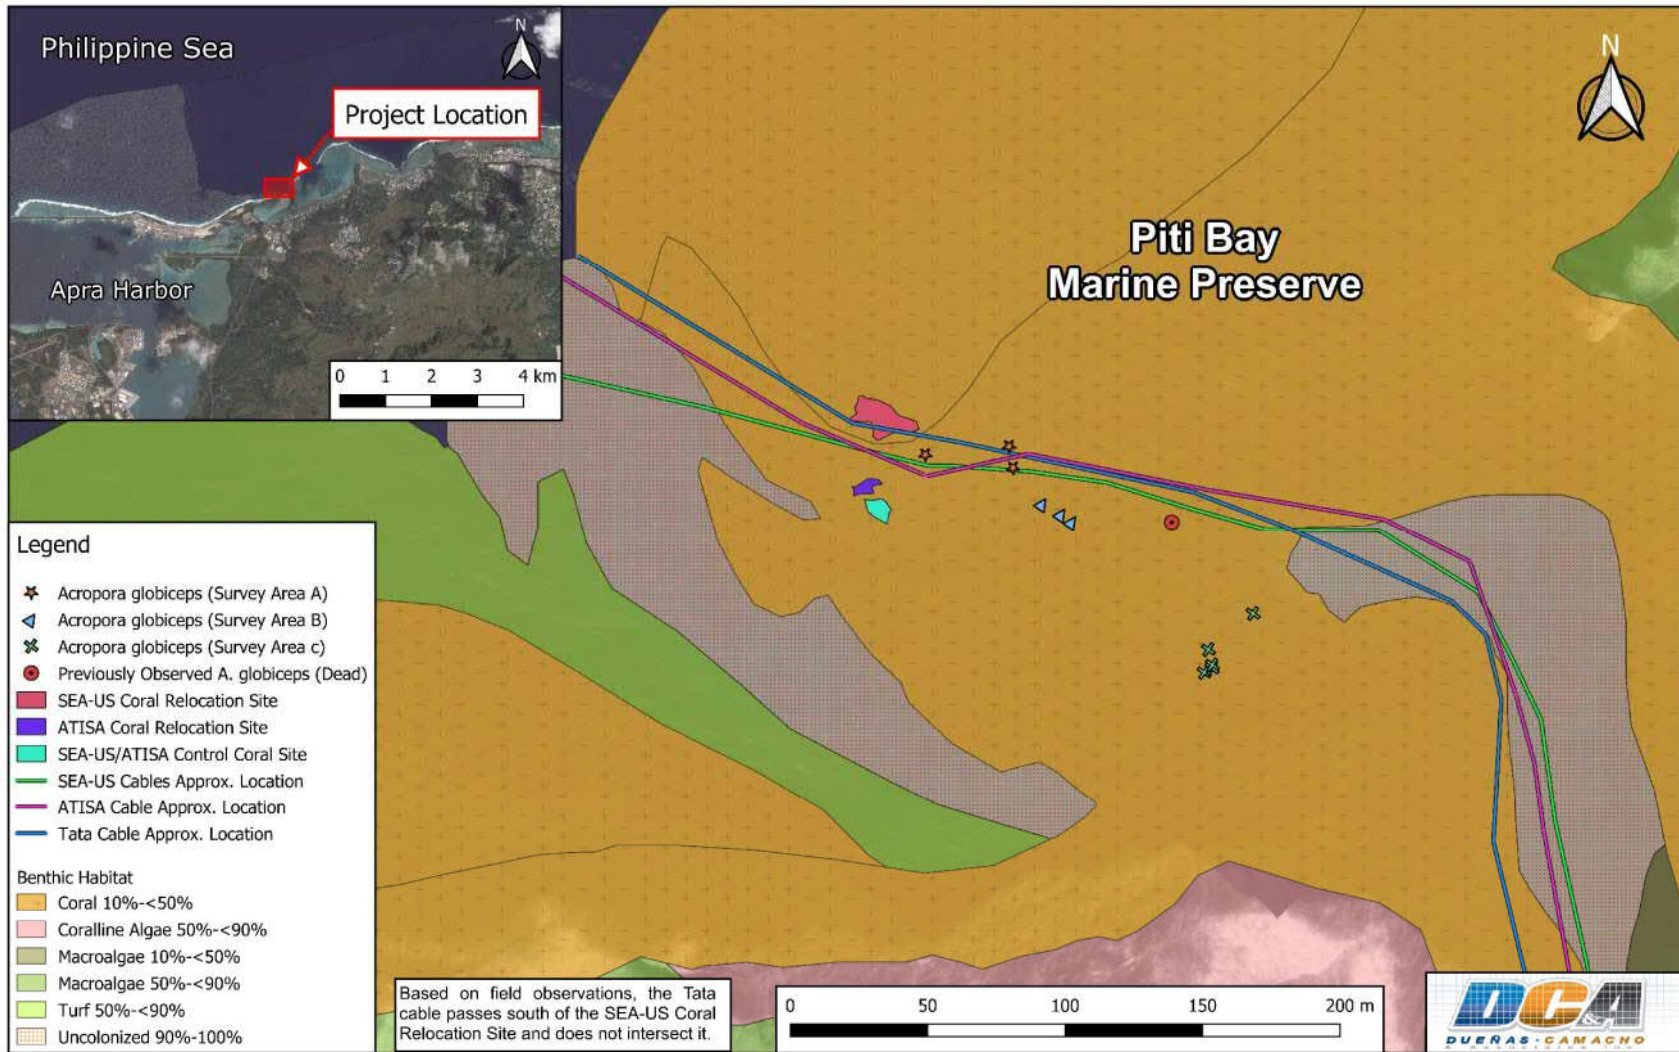 Philippine Sea
N
Project Location
Apra Harbor
0 1 2 3 4 km
N
Piti Bay
Marine Preserve
Legend
Acropora globiceps (Survey Area A)
Acropora globiceps (Survey Area B)
Acropora globiceps (Survey Area c)
Previously Observed A. globiceps (Dead)
SEA-US Coral Relocation Site
ATISA Coral Relocation Site
SEA-US/ATISA Control Coral Site
SEA-US Cables Approx. Location
ATISA Cable Approx. Location
Tata Cable Approx. Location
Benthic Habitat
Coral 10%-<50%
Coralline Algae 50%-<90%
Macroalgae 10%-<50%
Macroalgae 50%-<90%
Turf 50%-<90%
Uncolonized 90%-100%
Based on field observations, the Tata
cable passes south of the SEA-US Coral
Relocation Site and does not intersect it.
0 50 100 150 200 m
DC&A
DUEÑAS · CAMACHO
& ASSOCIATES, INC.